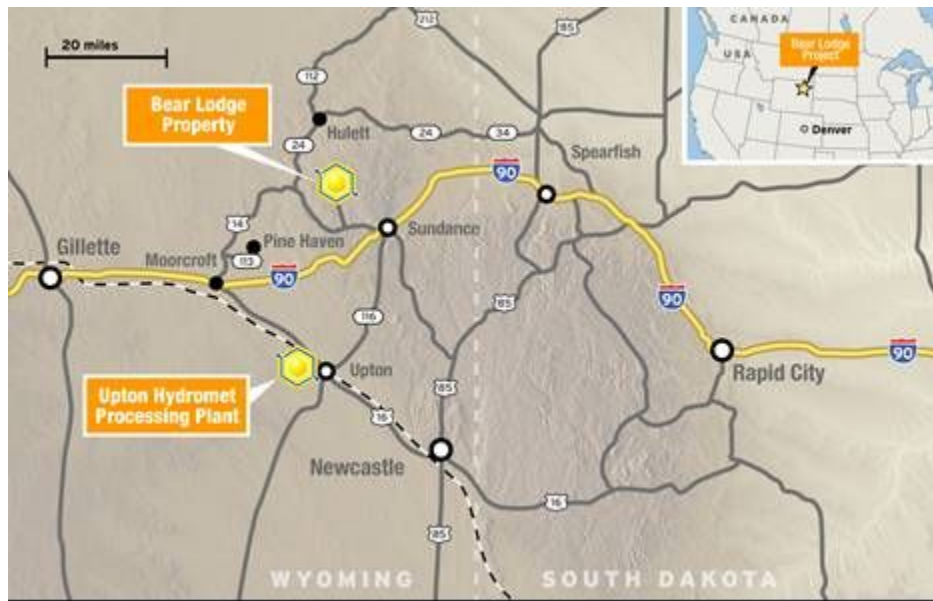 20 miles
212
85
CANADA
USA
Bear Lodge
Project
Denver
112
Bear Lodge
Property
Hulett
24
34
24
Spearfish
90
14
Sundance
Pine Haven
Gillette
Moorcroft
113
90
90
85
116
Rapid City
90
Upton
Upton Hydromet
Processing Plant
85
16
Newcastle
16
85
WYOMING
SOUTH DAKOTA